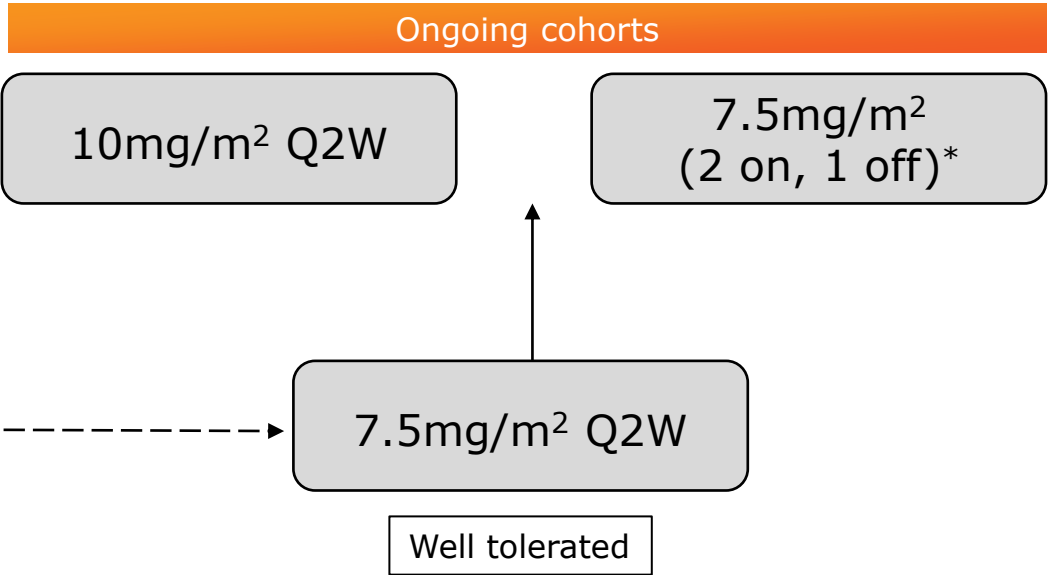 Ongoing cohorts
10mg/m² Q2W
7.5mg/m²
(2 on, 1 off)*
7.5mg/m² Q2W
Well tolerated